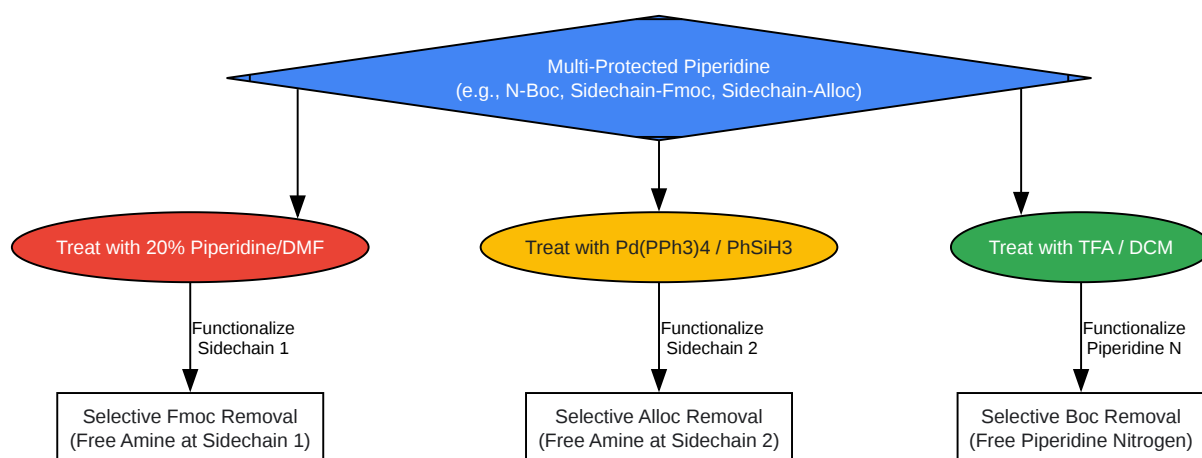 Multi-Protected Piperidine
(e.g., N-Boc, Sidechain-Fmoc, Sidechain-Alloc)
Treat with 20% Piperidine/DMF
Treat with Pd(PPh3)4 / PhSiH3
Treat with TFA / DCM
Functionalize
Sidechain 1
Functionalize
Sidechain 2
Functionalize
Piperidine N
Selective Fmoc Removal
(Free Amine at Sidechain 1)
Selective Alloc Removal
(Free Amine at Sidechain 2)
Selective Boc Removal
(Free Piperidine Nitrogen)